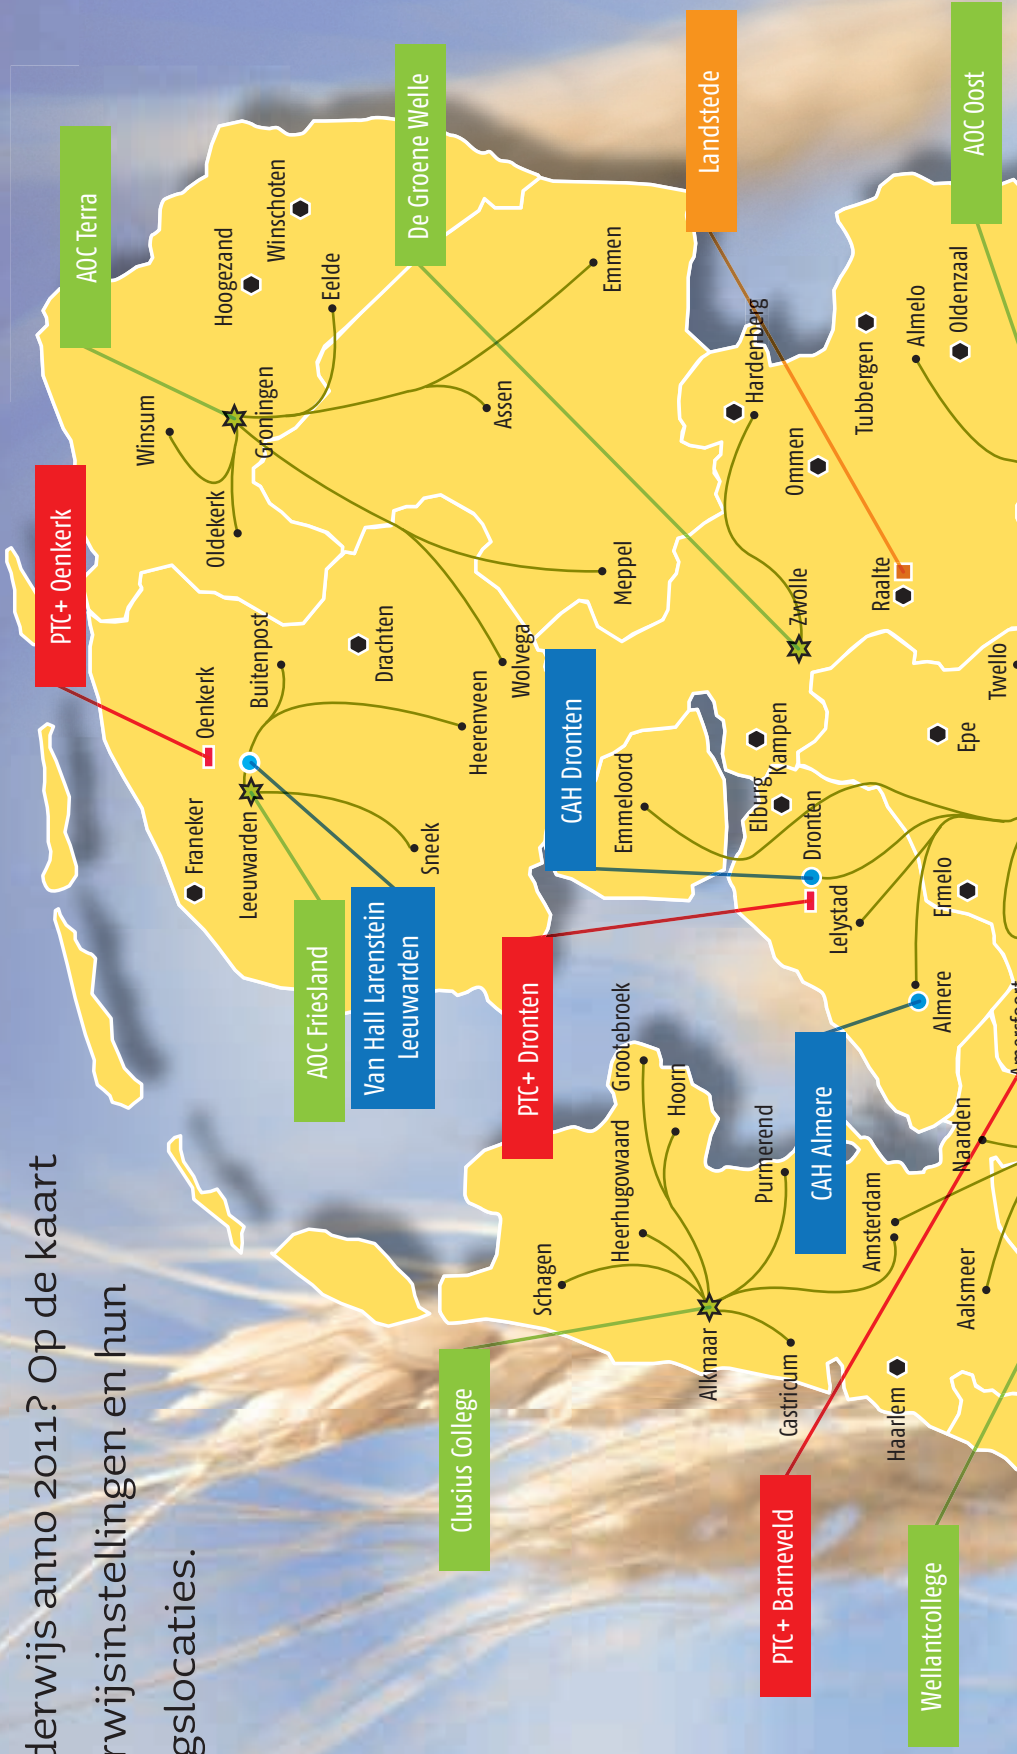 derwijs anno 2011? Op de kaart
rwijsinstellingen en hun
gslocaties.
PTC+ Oenkerk
AOC Terra
Winsum
Hoogezand
Winschoten
Groningen
Oldekerk
Eelde
Oenkerk
Buitenpost
Franeker
Leeuwarden
Drachten
AOC Friesland
Van Hall Larenstein
Leeuwarden
De Groene Welle
Sneek
Heerenveen
Wolvega
Assen
Emmen
Meppel
Clusius College
PTC+ Dronten
CAH Dronten
Emmeloord
Schagen
Heerhugowaard
Grootebroek
Hoorn
Landstede
Alkmaar
Purmerend
Castricum
Elburg
Kampen
Zwolle
Hardenberg
Ommen
PTC+ Barneveld
CAH Almere
Dronten
Lelystad
Raalte
Tubbergen
Almelo
Oldenzaal
AOC Oost
Amsterdam
Haarlem
Almere
Ermelo
Epe
Twello
Naarden
Aalsmeer
Wellantcollege